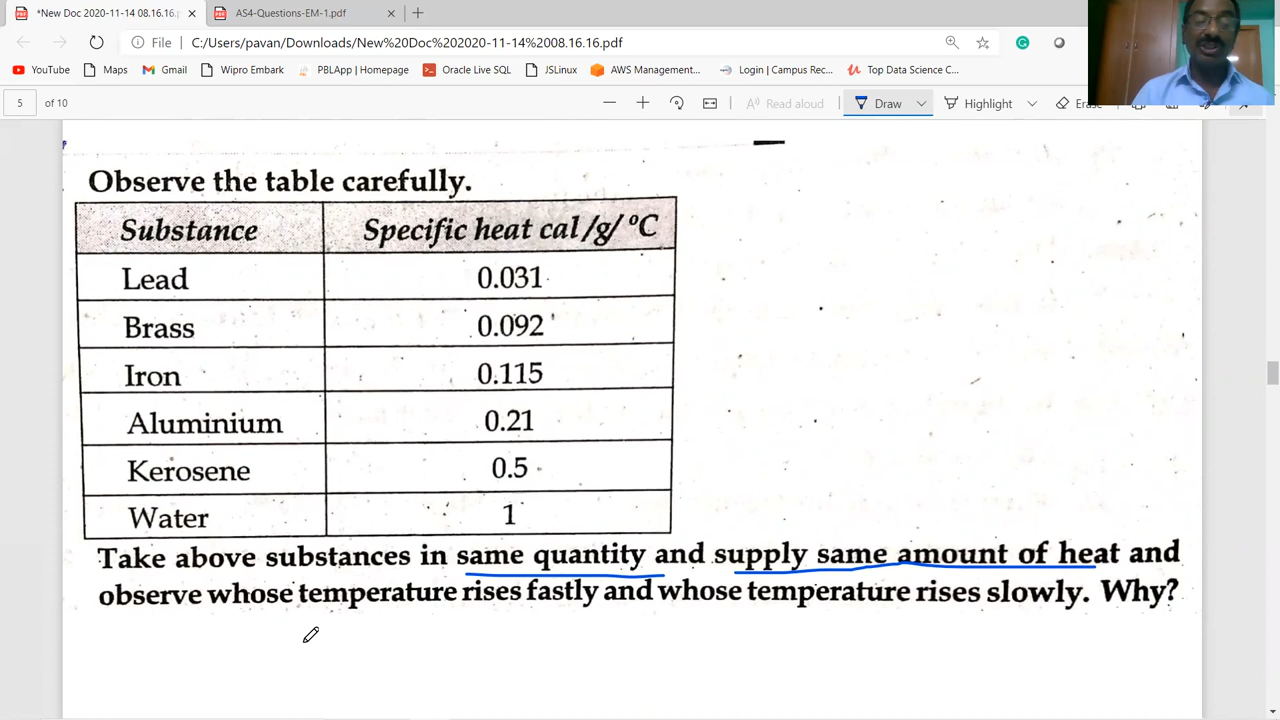 *New Doc 2020-11-14 08.16.16.p
AS4-Questions-EM-1.pdf
File C:/Users/pavan/Downloads/New%20Doc%202020-11-14%2008.16.16.pdf
YouTube Maps Gmail Wipro Embark PBLApp | Homepage Oracle Live SQL JSLinux AWS Management... Login | Campus Rec... Top Data Science C...
5 of 10 Read aloud Draw Highlight
Observe the table carefully.
Substance Specific heat cal /g/ ºC
Lead 0.031
Brass 0.092
Iron 0.115
Aluminium 0.21
Kerosene 0.5
Water 1
Take above substances in same quantity and supply same amount of heat and
observe whose temperature rises fastly and whose temperature rises slowly. Why?